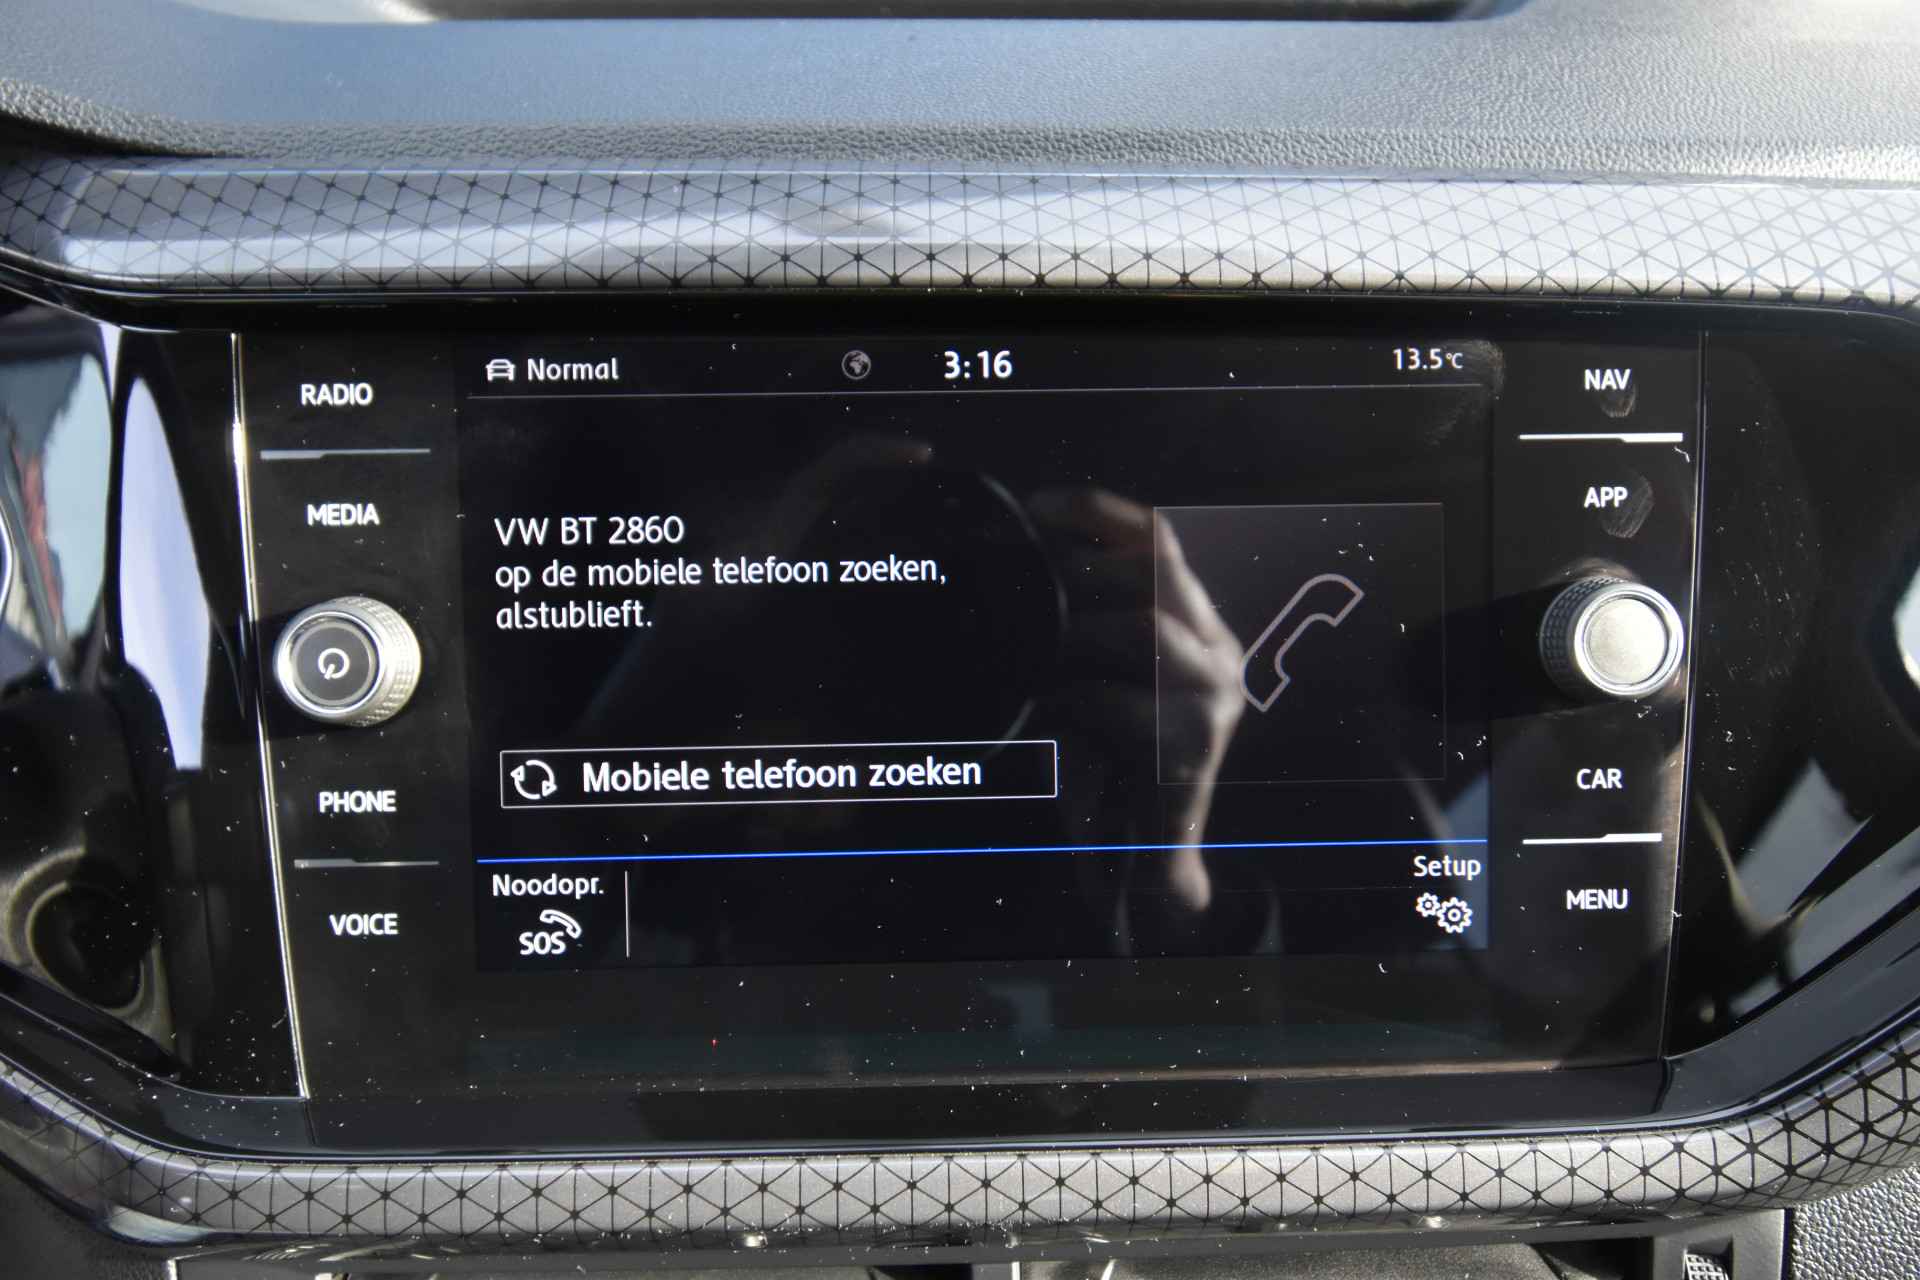 Normal 3:16 13.5°C
RADIO
MEDIA
PHONE
VOICE
VW BT 2860
op de mobiele telefoon zoeken,
alstublieft.
Mobiele telefoon zoeken
Noodopr.
SOS
Setup
NAV
APP
CAR
MENU